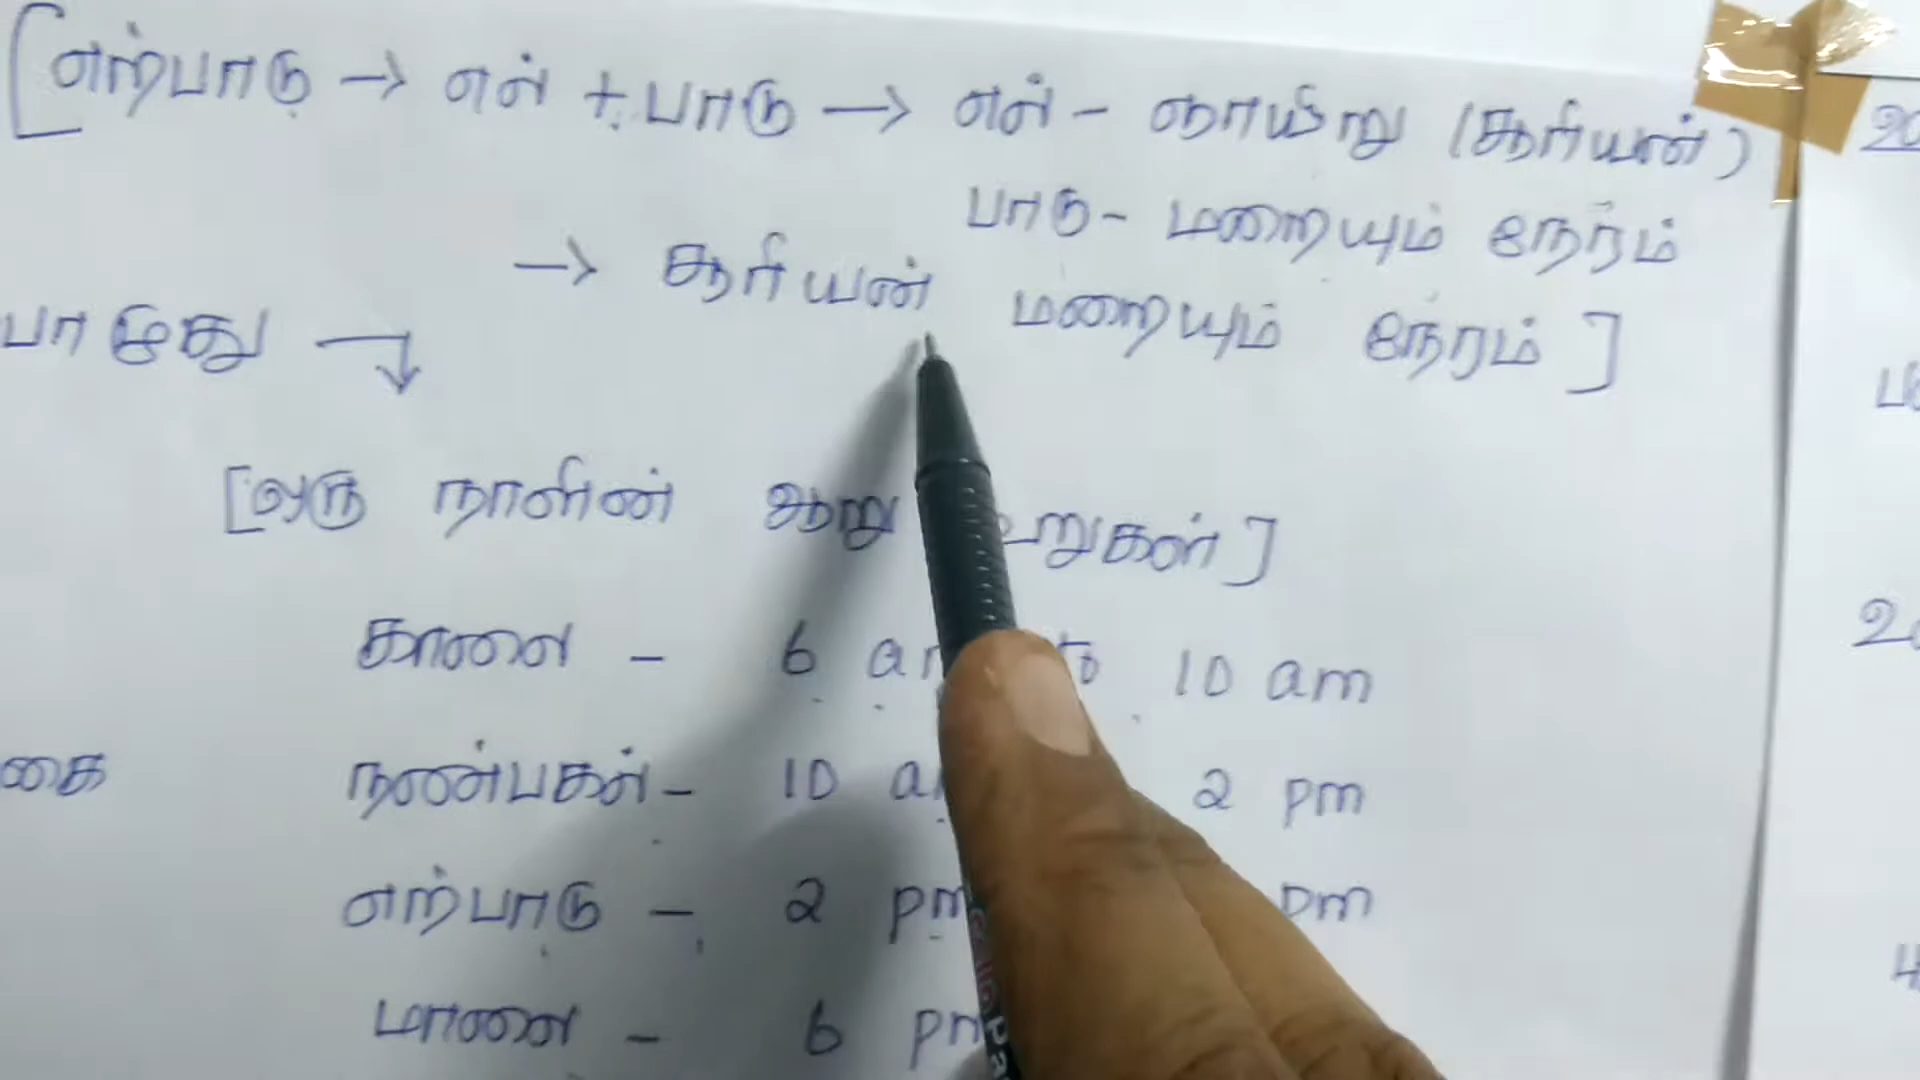 [எற்பாடு → எல் + பாடு → எல் - ஞாயிறு (சூரியன்)
பாடு - மறையும் நேரம்
→ சூரியன் மறையும் நேரம்]
[ஒரு நாளின் ஆறு கூறுகள்]
காலை - 6 am to 10 am
நண்பகல் - 10 2 pm
எற்பாடு - 2 pm pm
மாலை - 6